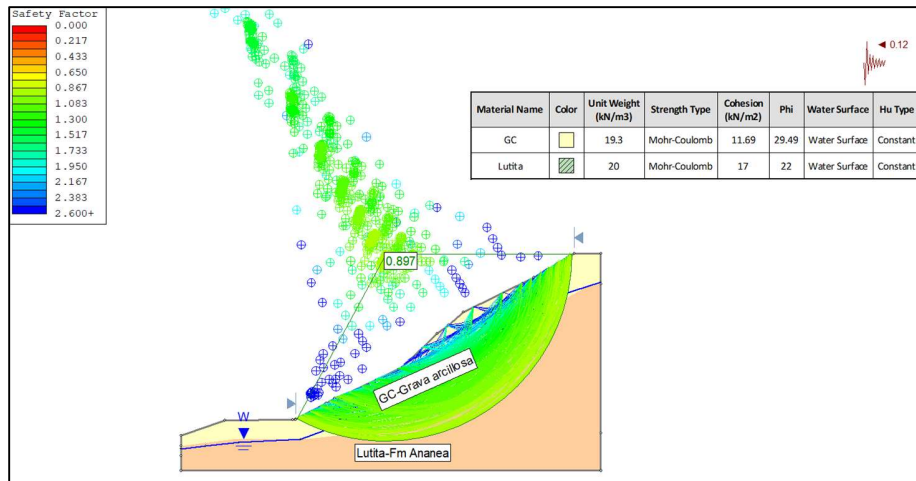 Safety Factor
0.000
0.217
0.433
0.650
0.867
1.083
1.300
1.517
1.733
1.950
2.167
2.383
2.600+
0.12
Material Name Color Unit Weight (kN/m3) Strength Type Cohesion (kN/m2) Phi Water Surface Hu Type
GC 19.3 Mohr-Coulomb 11.69 29.49 Water Surface Constant
Lutita 20 Mohr-Coulomb 17 22 Water Surface Constant
0.897
GC-Grava arcillosa
W
Lutita-Fm Ananea